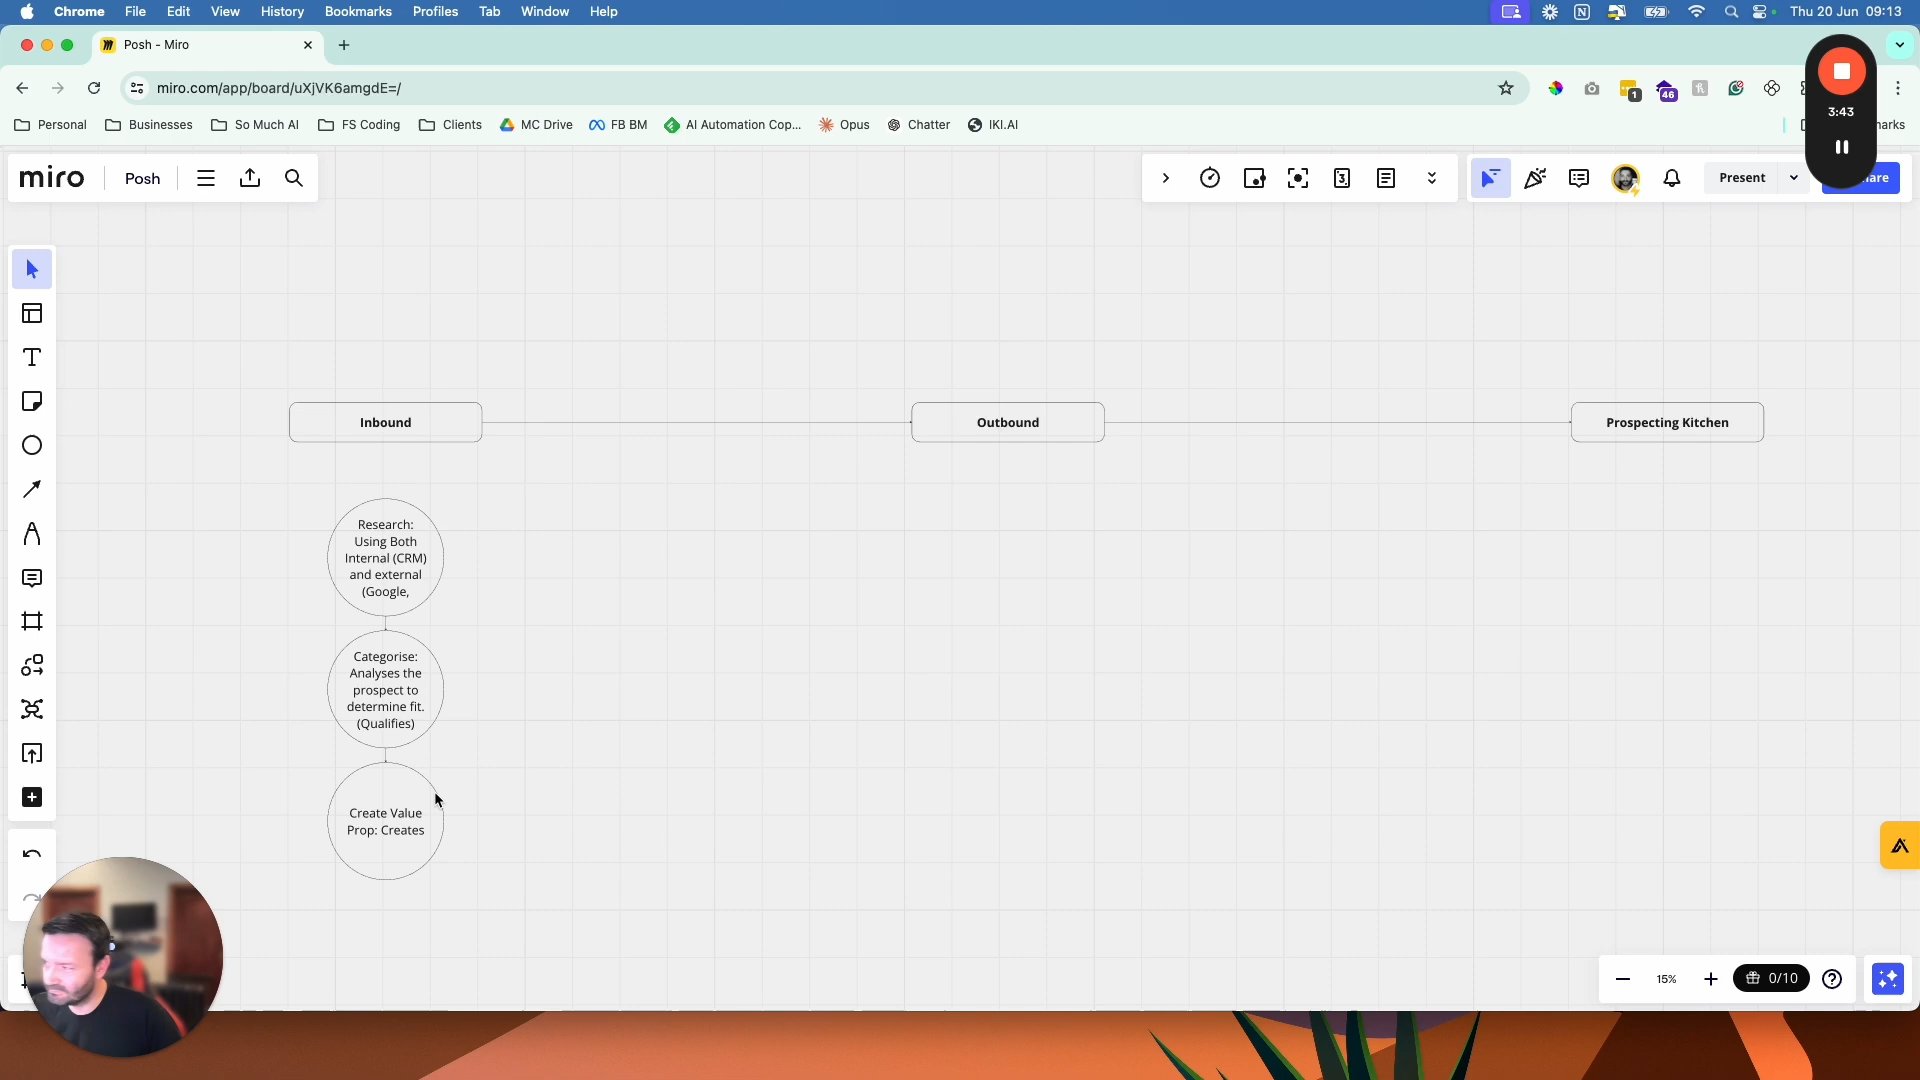 Chrome File Edit View History Bookmarks Profiles Tab Window Help
Thu 20 Jun 09:13
Posh - Miro
miro.com/app/board/uXjVK6amgdE=/
1
46
3:43
Personal Businesses So Much AI FS Coding Clients MC Drive FB BM AI Automation Cop... Opus Chatter IKI.AI
miro Posh
3
Present
Inbound
Outbound
Prospecting Kitchen
Research:
Using Both
Internal (CRM)
and external
(Google,
Categorise:
Analyses the
prospect to
determine fit.
(Qualifies)
Create Value
Prop: Creates
15%
0/10